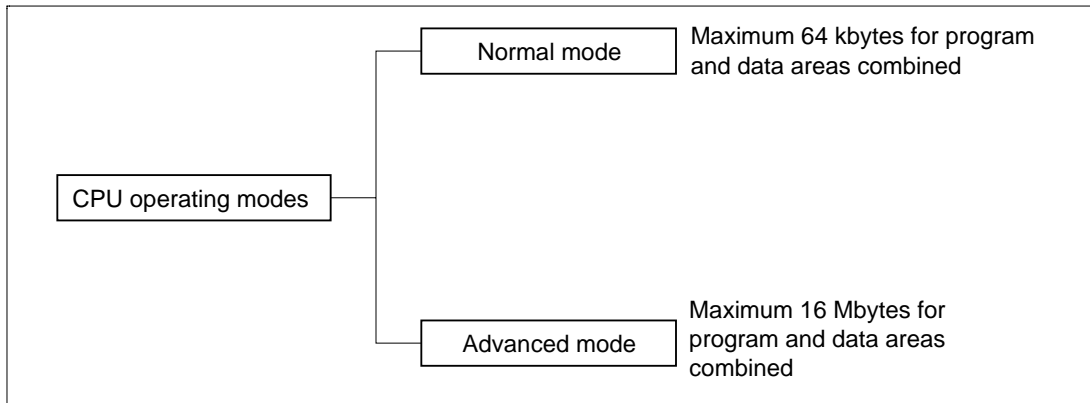 Normal mode
Maximum 64 kbytes for program
and data areas combined
CPU operating modes
Advanced mode
Maximum 16 Mbytes for
program and data areas
combined